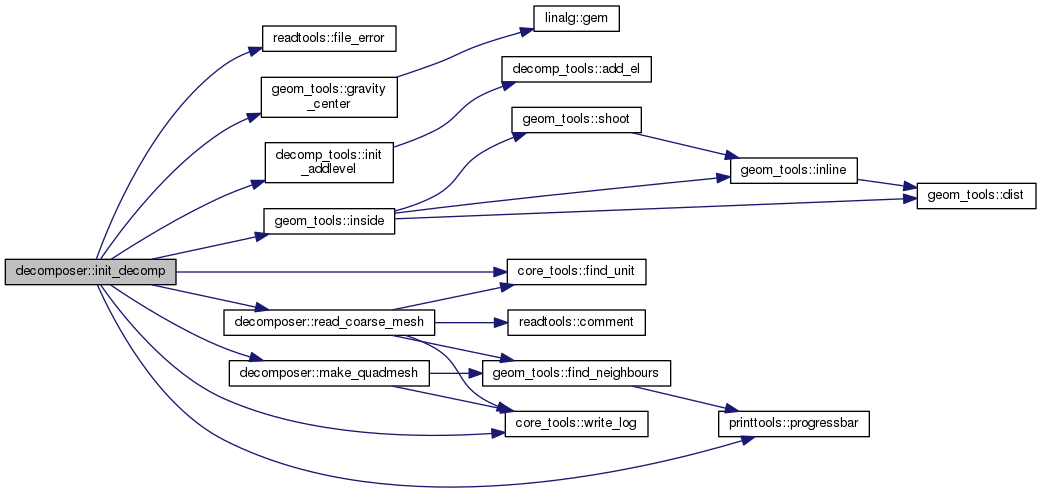 linalg::gem
readtools::file_error
decomp_tools::add_el
geom_tools::gravity
_center
geom_tools::shoot
decomp_tools::init
_addlevel
geom_tools::inline
geom_tools::dist
geom_tools::inside
decomposer::init_decomp
core_tools::find_unit
decomposer::read_coarse_mesh
readtools::comment
decomposer::make_quadmesh
geom_tools::find_neighbours
core_tools::write_log
printtools::progressbar